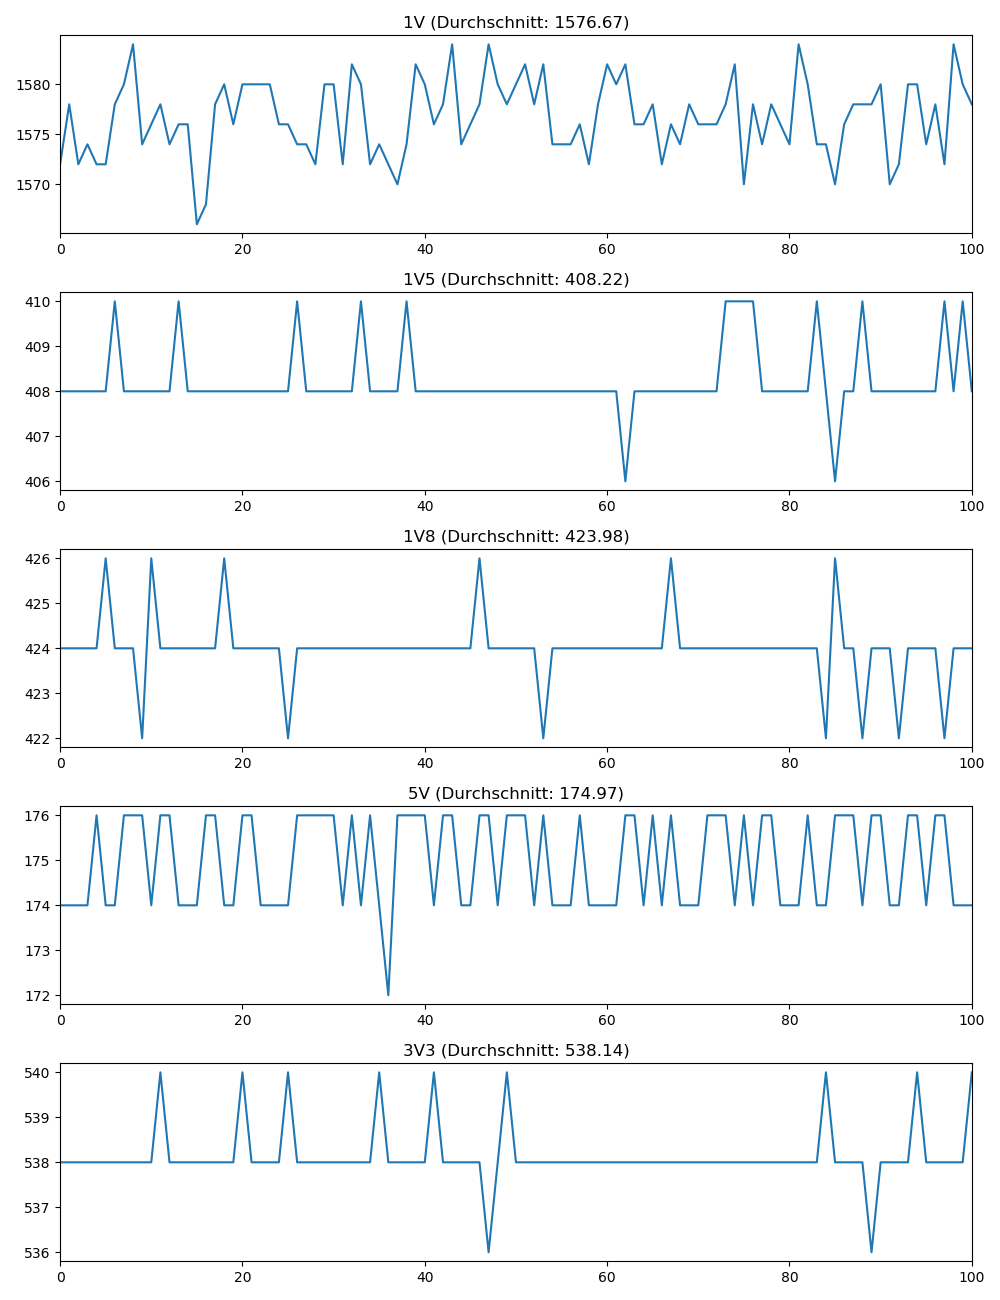 1V (Durchschnitt: 1576.67)
1580
1575
1570
0 20 40 60 80 100
1V5 (Durchschnitt: 408.22)
410
409
408
407
406
0 20 40 60 80 100
1V8 (Durchschnitt: 423.98)
426
425
424
423
422
0 20 40 60 80 100
5V (Durchschnitt: 174.97)
176
175
174
173
172
0 20 40 60 80 100
3V3 (Durchschnitt: 538.14)
540
539
538
537
536
0 20 40 60 80 100